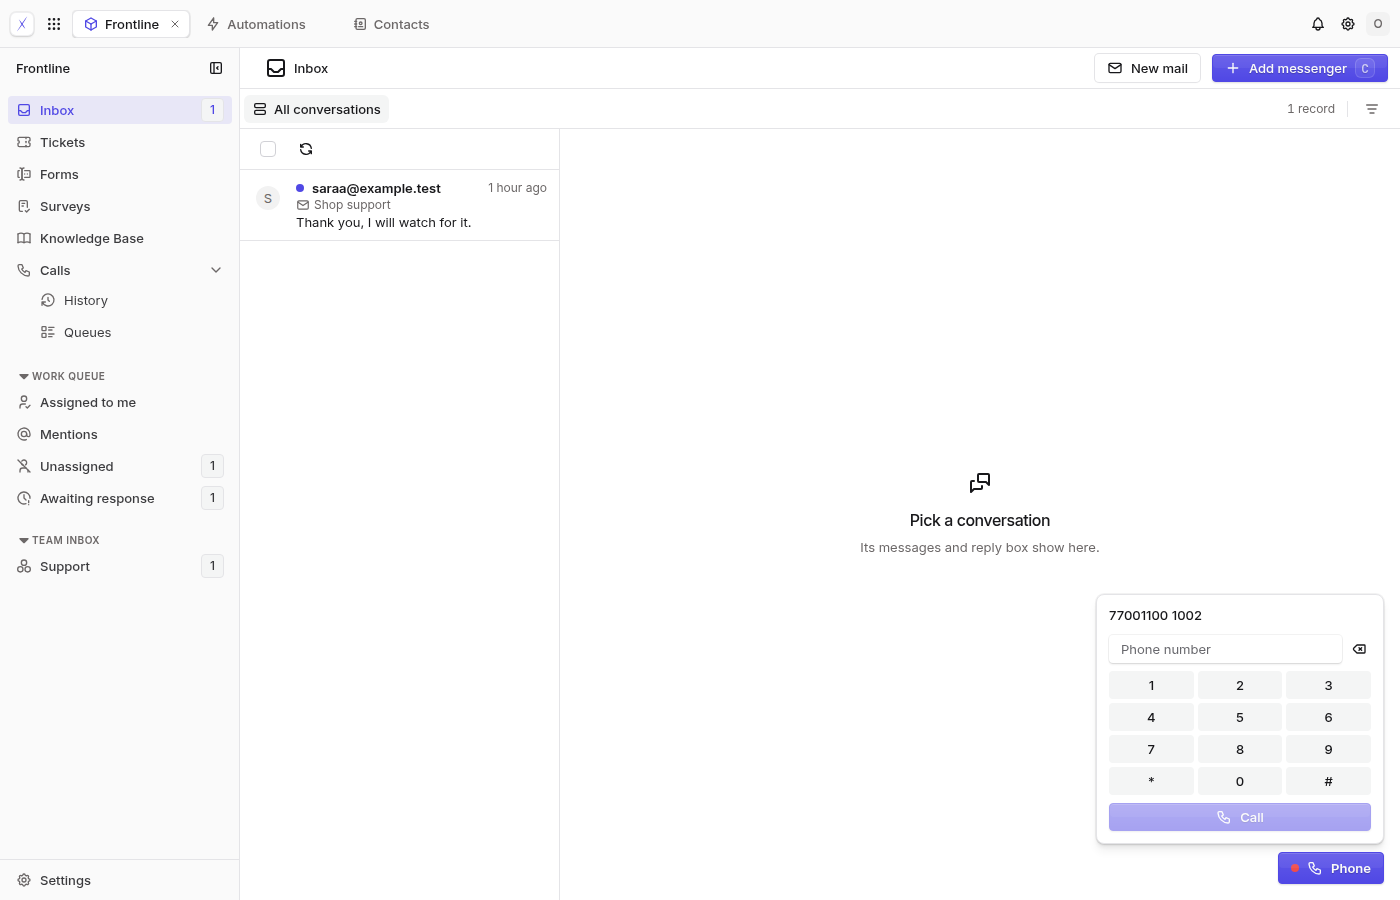 Frontline
Automations
Contacts
O
Frontline
Inbox
New mail
Add messenger C
Inbox 1
All conversations
1 record
Tickets
Forms
Surveys
Knowledge Base
Calls
History
Queues
WORK QUEUE
Assigned to me
Mentions
Unassigned 1
Awaiting response 1
TEAM INBOX
Support 1
Settings
S
saraa@example.test 1 hour ago
Shop support
Thank you, I will watch for it.
Pick a conversation
Its messages and reply box show here.
77001100 1002
Phone number
1 2 3
4 5 6
7 8 9
* 0 #
Call
Phone